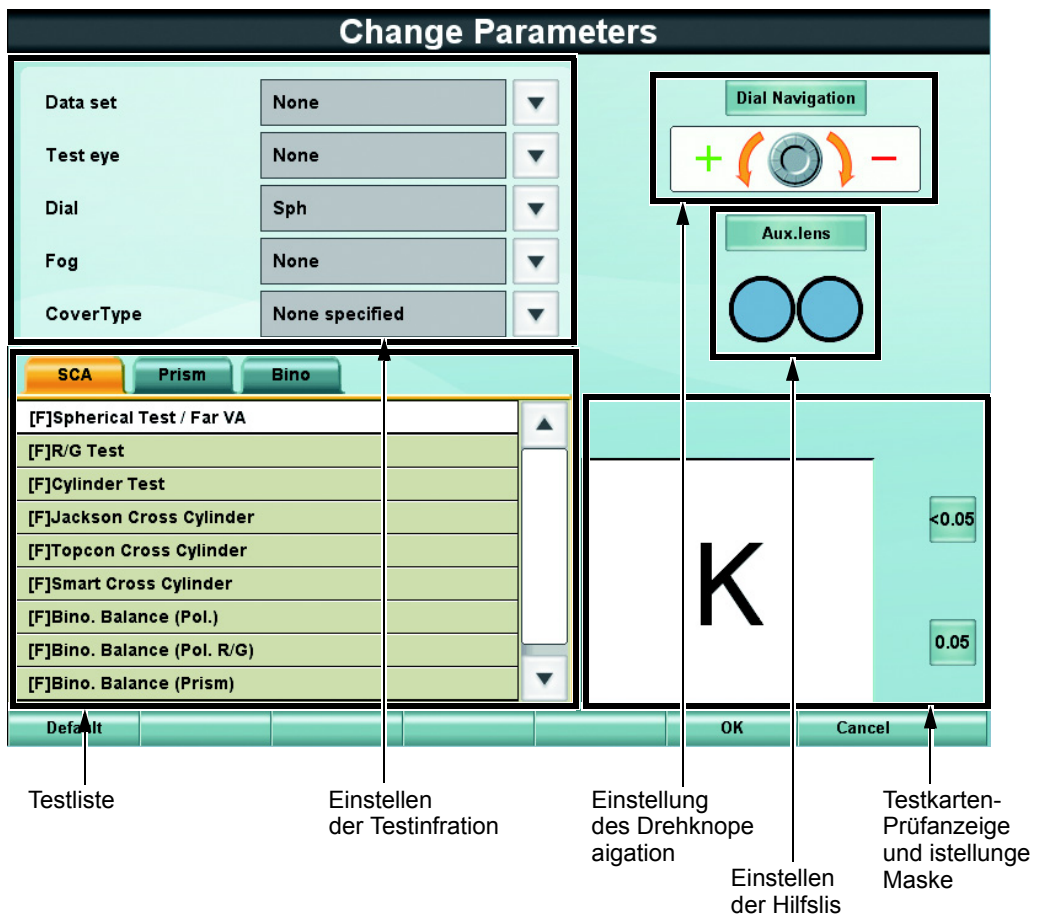 Change Parameters
Data set None
Test eye None
Dial Sph
Fog None
CoverType None specified
Dial Navigation
+ −
Aux.lens
SCA Prism Bino
[F]Spherical Test / Far VA
[F]R/G Test
[F]Cylinder Test
[F]Jackson Cross Cylinder
[F]Topcon Cross Cylinder
[F]Smart Cross Cylinder
[F]Bino. Balance (Pol.)
[F]Bino. Balance (Pol. R/G)
[F]Bino. Balance (Prism)
K
<0.05
0.05
Default OK Cancel
Testliste
Einstellen
der Testinfration
Einstellung
des Drehknope
aigation
Einstellen
der Hilfslis
Testkarten-
Prüfanzeige
und istellunge
Maske